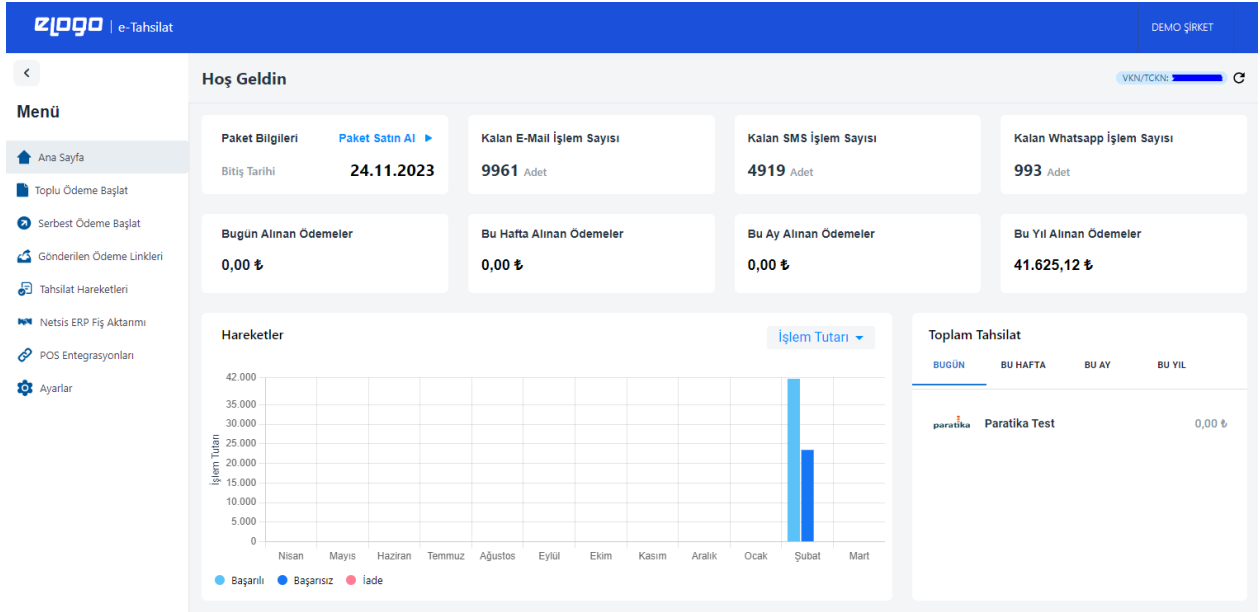 elogo | e-Tahsilat
DEMO ŞİRKET
Menü
Ana Sayfa
Toplu Ödeme Başlat
Serbest Ödeme Başlat
Gönderilen Ödeme Linkleri
Tahsilat Hareketleri
Netsis ERP Fiş Aktarımı
POS Entegrasyonları
Ayarlar
Hoş Geldin
VKN/TCKN:
Paket Bilgileri
Paket Satın Al
Bitiş Tarihi
24.11.2023
Kalan E-Mail İşlem Sayısı
9961 Adet
Kalan SMS İşlem Sayısı
4919 Adet
Kalan Whatsapp İşlem Sayısı
993 Adet
Bugün Alınan Ödemeler
0,00 ₺
Bu Hafta Alınan Ödemeler
0,00 ₺
Bu Ay Alınan Ödemeler
0,00 ₺
Bu Yıl Alınan Ödemeler
41.625,12 ₺
Hareketler
İşlem Tutarı
İşlem Tutarı
42.000
35.000
30.000
25.000
20.000
15.000
10.000
5.000
0
Nisan Mayıs Haziran Temmuz Ağustos Eylül Ekim Kasım Aralık Ocak Şubat Mart
Başarılı Başarısız İade
Toplam Tahsilat
BUGÜN BU HAFTA BU AY BU YIL
paratika Paratika Test 0,00 ₺